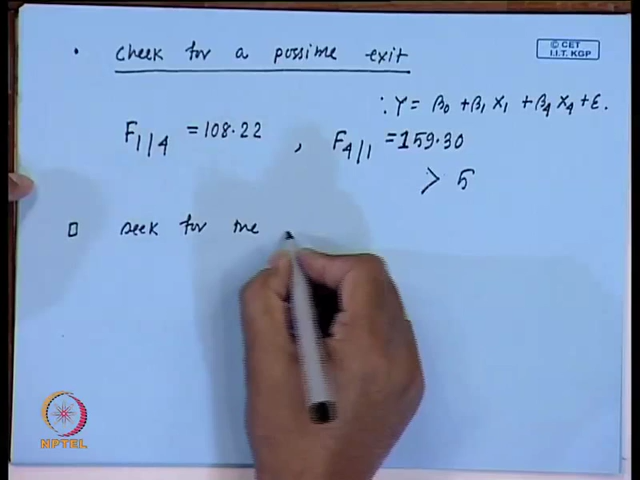 © CET
I.I.T. KGP
• Check for a possible exit
∴ Y = β₀ + β₁ X₁ + β₄ X₄ + ε.
F₁|₄ = 108.22 , F₄|₁ = 159.30
> 5
□ seek for the
NPTEL